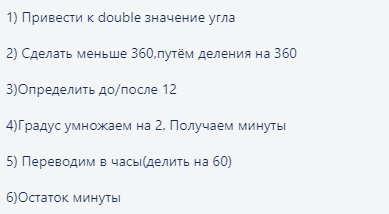 1) Привести к double значение угла
2) Сделать меньше 360,путём деления на 360
3)Определить до/после 12
4)Градус умножаем на 2. Получаем минуты
5) Переводим в часы(делить на 60)
6)Остаток минуты